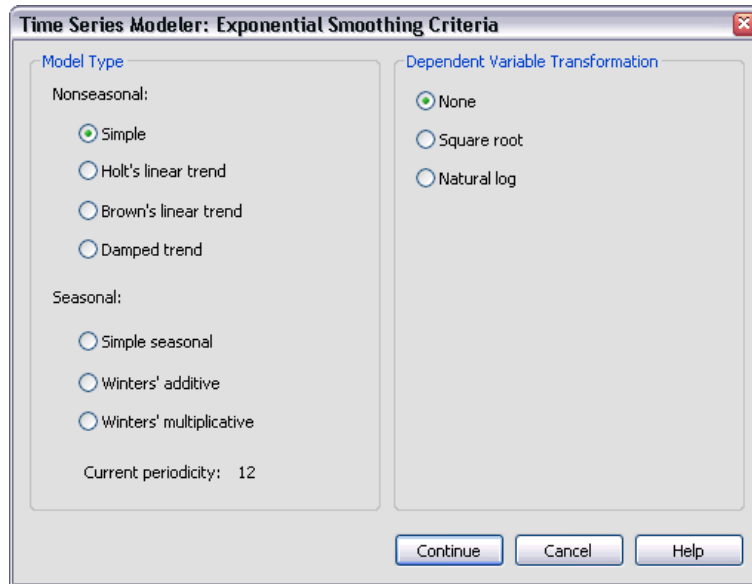 Time Series Modeler: Exponential Smoothing Criteria
Model Type
Nonseasonal:
Simple
Holt's linear trend
Brown's linear trend
Damped trend
Seasonal:
Simple seasonal
Winters' additive
Winters' multiplicative
Current periodicity: 12
Dependent Variable Transformation
None
Square root
Natural log
Continue
Cancel
Help